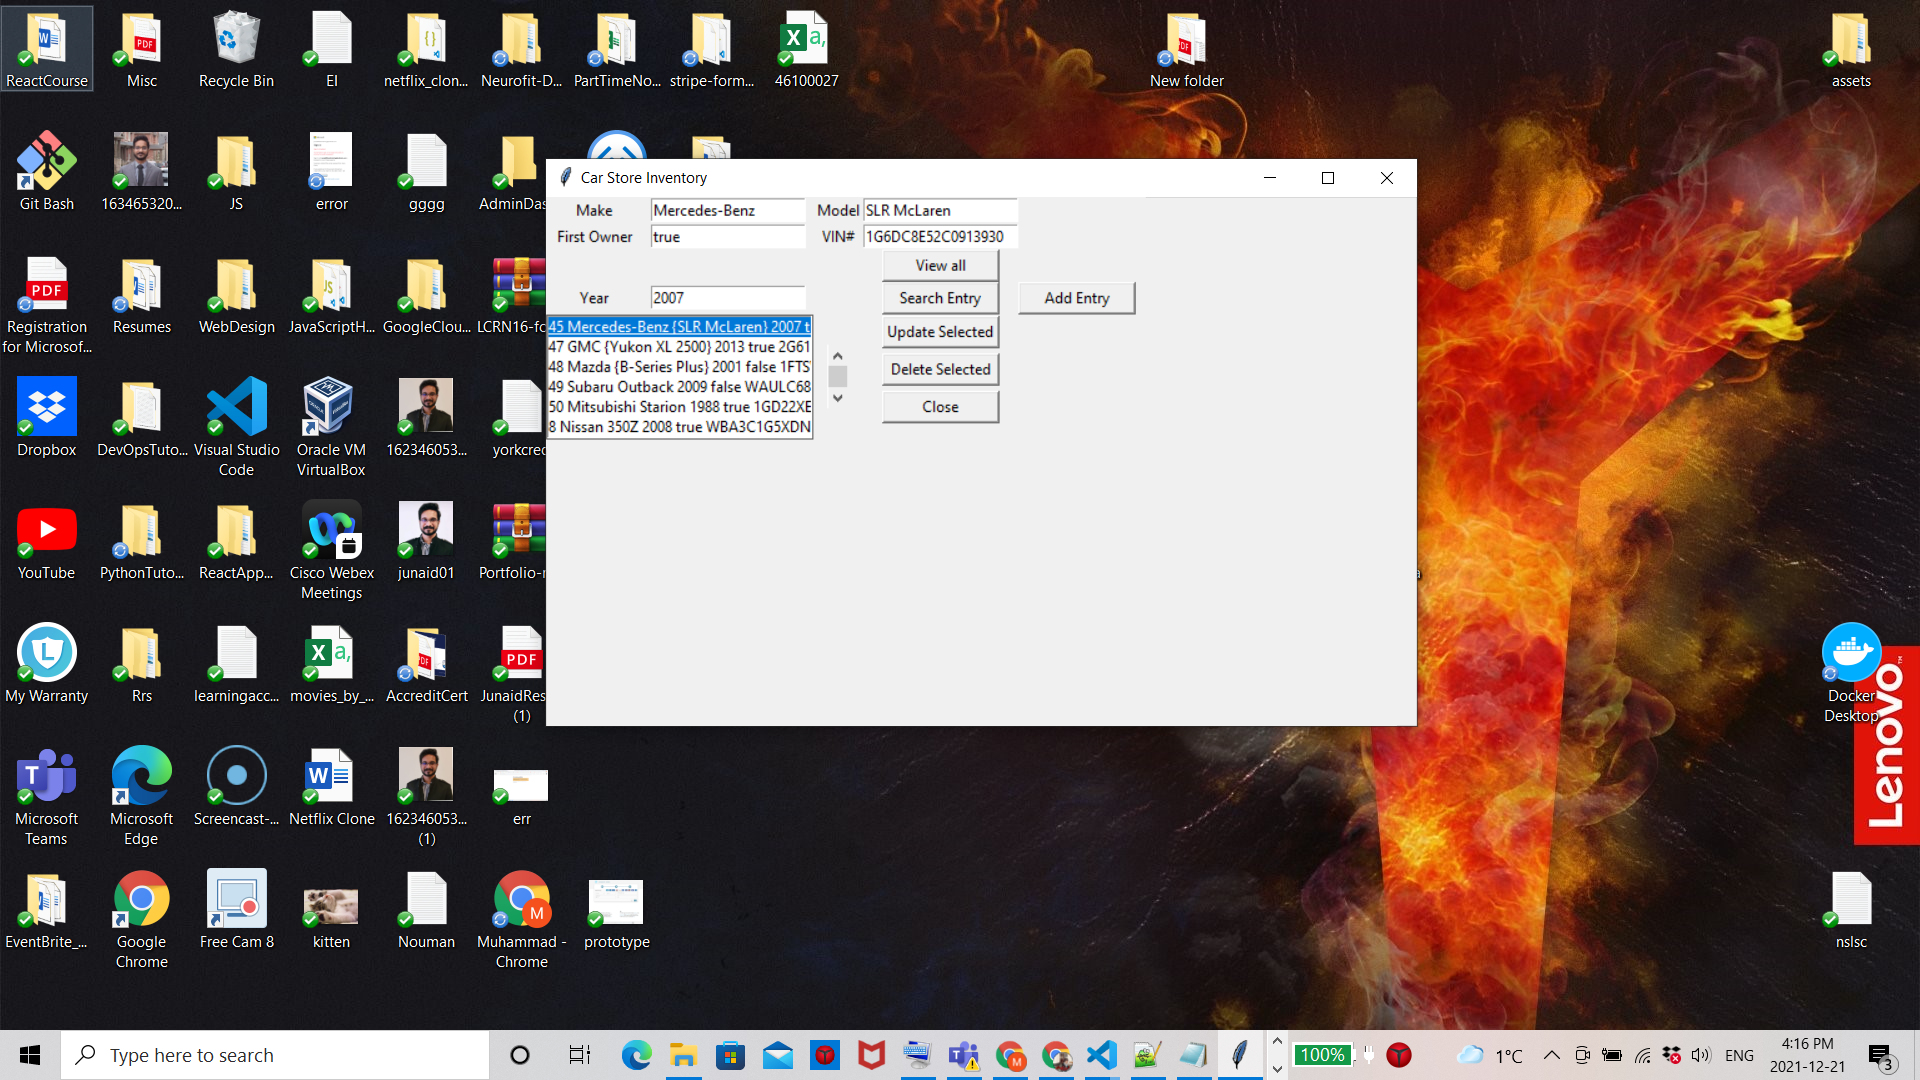 ReactCourse
Misc
Recycle Bin
EI
netflix_clon...
Neurofit-D...
PartTimeNo...
stripe-form...
46100027
New folder
assets
Git Bash
163465320...
JS
error
gggg
AdminDas
Car Store Inventory
Make
Mercedes-Benz
Model
SLR McLaren
First Owner
true
VIN#
1G6DC8E52C0913930
View all
Year
2007
Search Entry
Add Entry
Update Selected
Delete Selected
Close
45 Mercedes-Benz {SLR McLaren} 2007 t
47 GMC {Yukon XL 2500} 2013 true 2G61
48 Mazda {B-Series Plus} 2001 false 1FTS
49 Subaru Outback 2009 false WAULC68
50 Mitsubishi Starion 1988 true 1GD22XE
8 Nissan 350Z 2008 true WBA3C1G5XDN
Registration
for Microsof...
Resumes
WebDesign
JavaScriptH...
GoogleClou...
LCRN16-fc
Dropbox
DevOpsTuto...
Visual Studio
Code
Oracle VM
VirtualBox
162346053...
yorkcred
YouTube
PythonTuto...
ReactApp...
Cisco Webex
Meetings
junaid01
Portfolio-r
My Warranty
Rrs
learningacc...
movies_by_...
AccreditCert
JunaidRes
(1)
Docker
Desktop
Lenovo™
Microsoft
Teams
Microsoft
Edge
Screencast-...
Netflix Clone
162346053...
(1)
err
EventBrite_...
Google
Chrome
Free Cam 8
kitten
Nouman
Muhammad -
Chrome
prototype
nslsc
Type here to search
100%
1°C
ENG
4:16 PM
2021-12-21
3